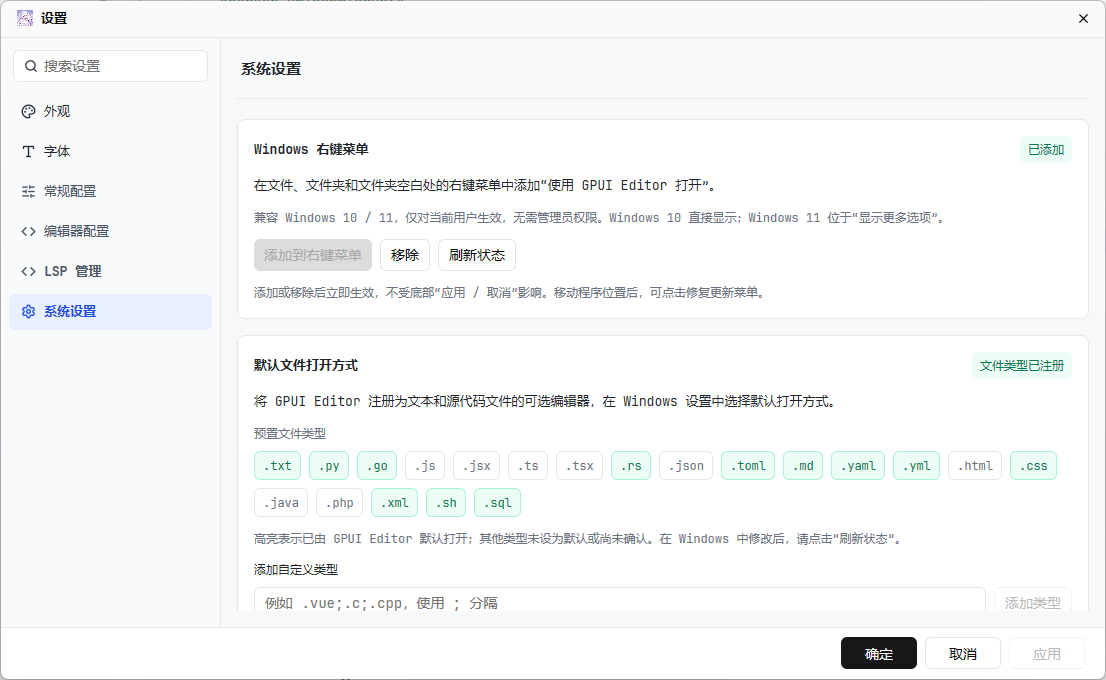 设置
搜索设置
外观
字体
常规配置
编辑器配置
LSP 管理
系统设置
系统设置
Windows 右键菜单
已添加
在文件、文件夹和文件夹空白处的右键菜单中添加“使用 GPUI Editor 打开”。
兼容 Windows 10 / 11，仅对当前用户生效，无需管理员权限。Windows 10 直接显示；Windows 11 位于“显示更多选项”。
添加到右键菜单 移除 刷新状态
添加或移除后立即生效，不受底部“应用 / 取消”影响。移动程序位置后，可点击修复更新菜单。
默认文件打开方式
文件类型已注册
将 GPUI Editor 注册为文本和源代码文件的可选编辑器，在 Windows 设置中选择默认打开方式。
预置文件类型
.txt .py .go .js .jsx .ts .tsx .rs .json .toml .md .yaml .yml .html .css
.java .php .xml .sh .sql
高亮表示已由 GPUI Editor 默认打开；其他类型未设为默认或尚未确认。在 Windows 中修改后，请点击“刷新状态”。
添加自定义类型
例如 .vue;.c;.cpp，使用 ; 分隔 添加类型
确定 取消 应用